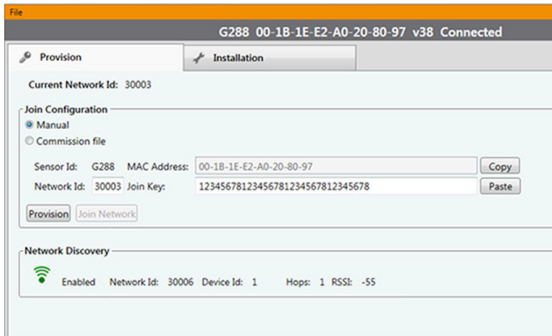 File
G288 00-1B-1E-E2-A0-20-80-97 v38 Connected
Provision Installation
Current Network Id: 30003
Join Configuration
Manual
Commission file
Sensor Id: G288 MAC Address: 00-1B-1E-E2-A0-20-80-97 Copy
Network Id: 30003 Join Key: 12345678123456781234567812345678 Paste
Provision Join Network
Network Discovery
Enabled Network Id: 30006 Device Id: 1 Hops: 1 RSSI: -55